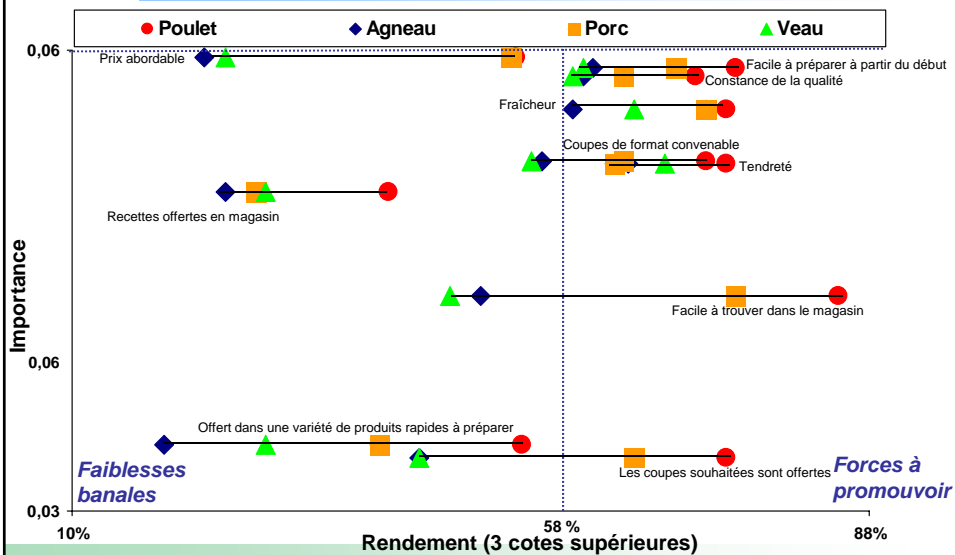 Poulet Agneau Porc Veau
0,06
Prix abordable
Facile à préparer à partir du début
Constance de la qualité
Fraîcheur
Coupes de format convenable
Tendreté
Recettes offertes en magasin
Importance
Facile à trouver dans le magasin
0,06
Offert dans une variété de produits rapides à préparer
Les coupes souhaitées sont offertes
Faiblesses
banales
Forces à
promouvoir
0,03
10%
58 %
88%
Rendement (3 cotes supérieures)